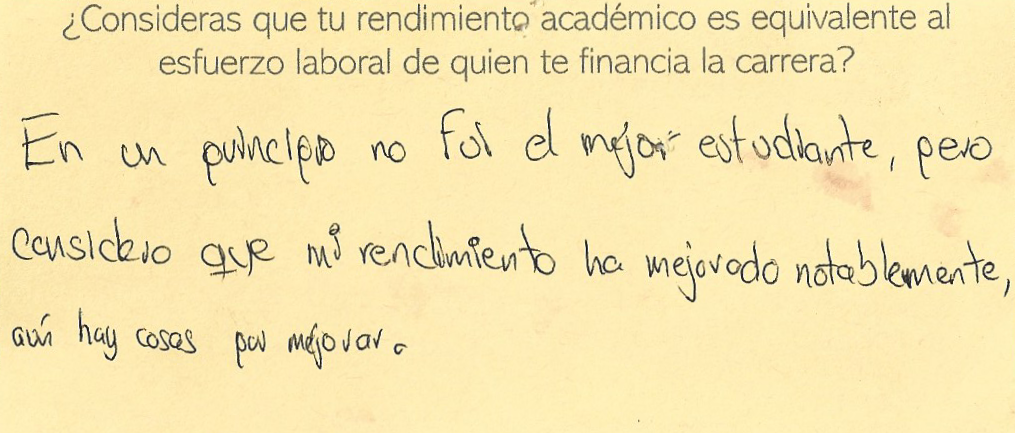 ¿Consideras que tu rendimiento académico es equivalente al
esfuerzo laboral de quien te financia la carrera?
En un principio no fui el mejor estudiante, pero
considero que mi rendimiento ha mejorado notablemente,
aún hay cosas por mejorar.